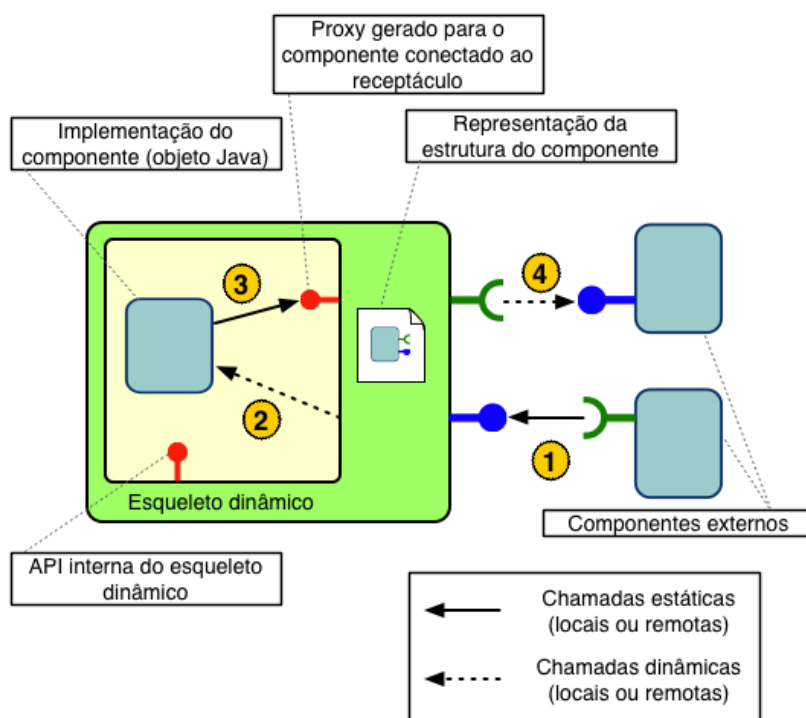 Proxy gerado para o
componente conectado ao
receptáculo
Implementação do
componente (objeto Java)
Representação da
estrutura do componente
3
4
2
1
Esqueleto dinâmico
Componentes externos
API interna do esqueleto
dinâmico
Chamadas estáticas
(locais ou remotas)
Chamadas dinâmicas
(locais ou remotas)